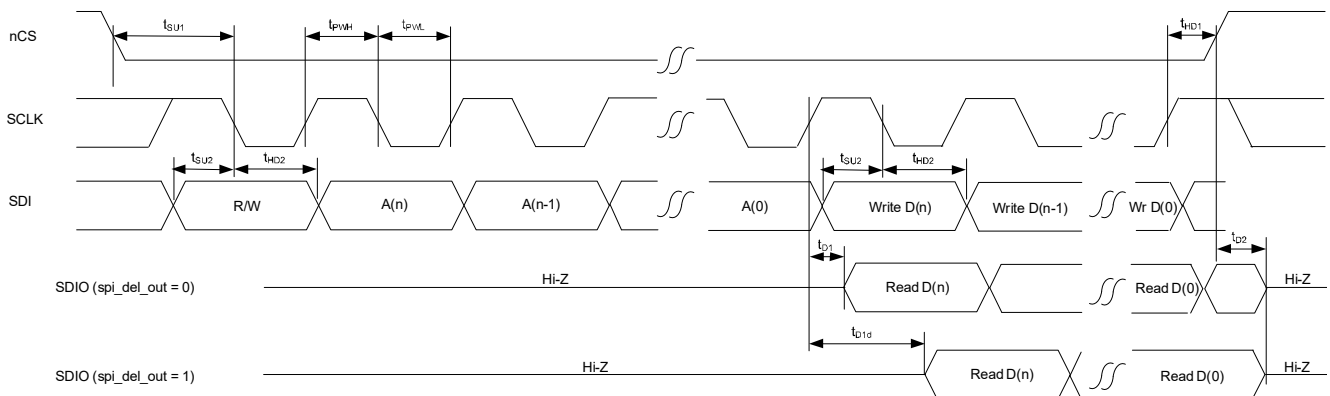 tSU1 tPWH tPWL tHD1
nCS
SCLK
tSU2 tHD2 tSU2 tHD2
SDI R/W A(n) A(n-1) A(0) Write D(n) Write D(n-1) Wr D(0)
tD1 tD2
SDIO (spi_del_out = 0) Hi-Z Read D(n) Read D(0) Hi-Z
tD1d
SDIO (spi_del_out = 1) Hi-Z Read D(n) Read D(0) Hi-Z